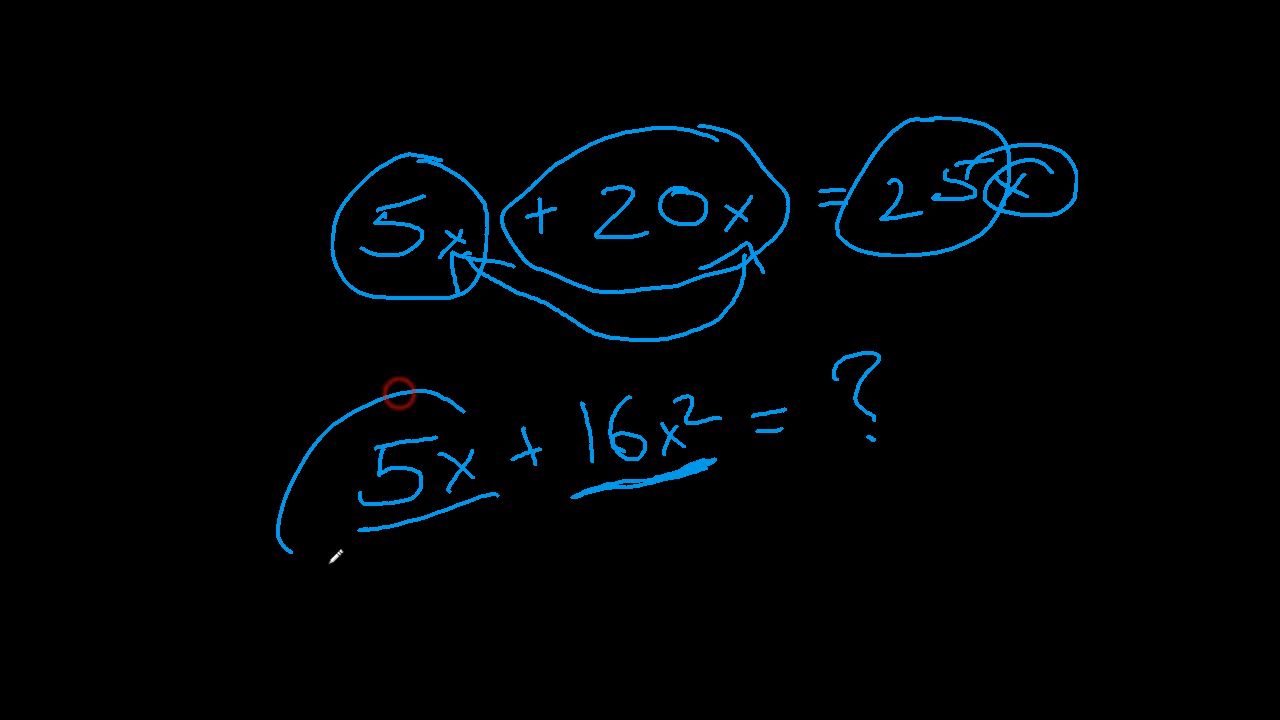 5x + 20x = 25x
5x + 16x² = ?